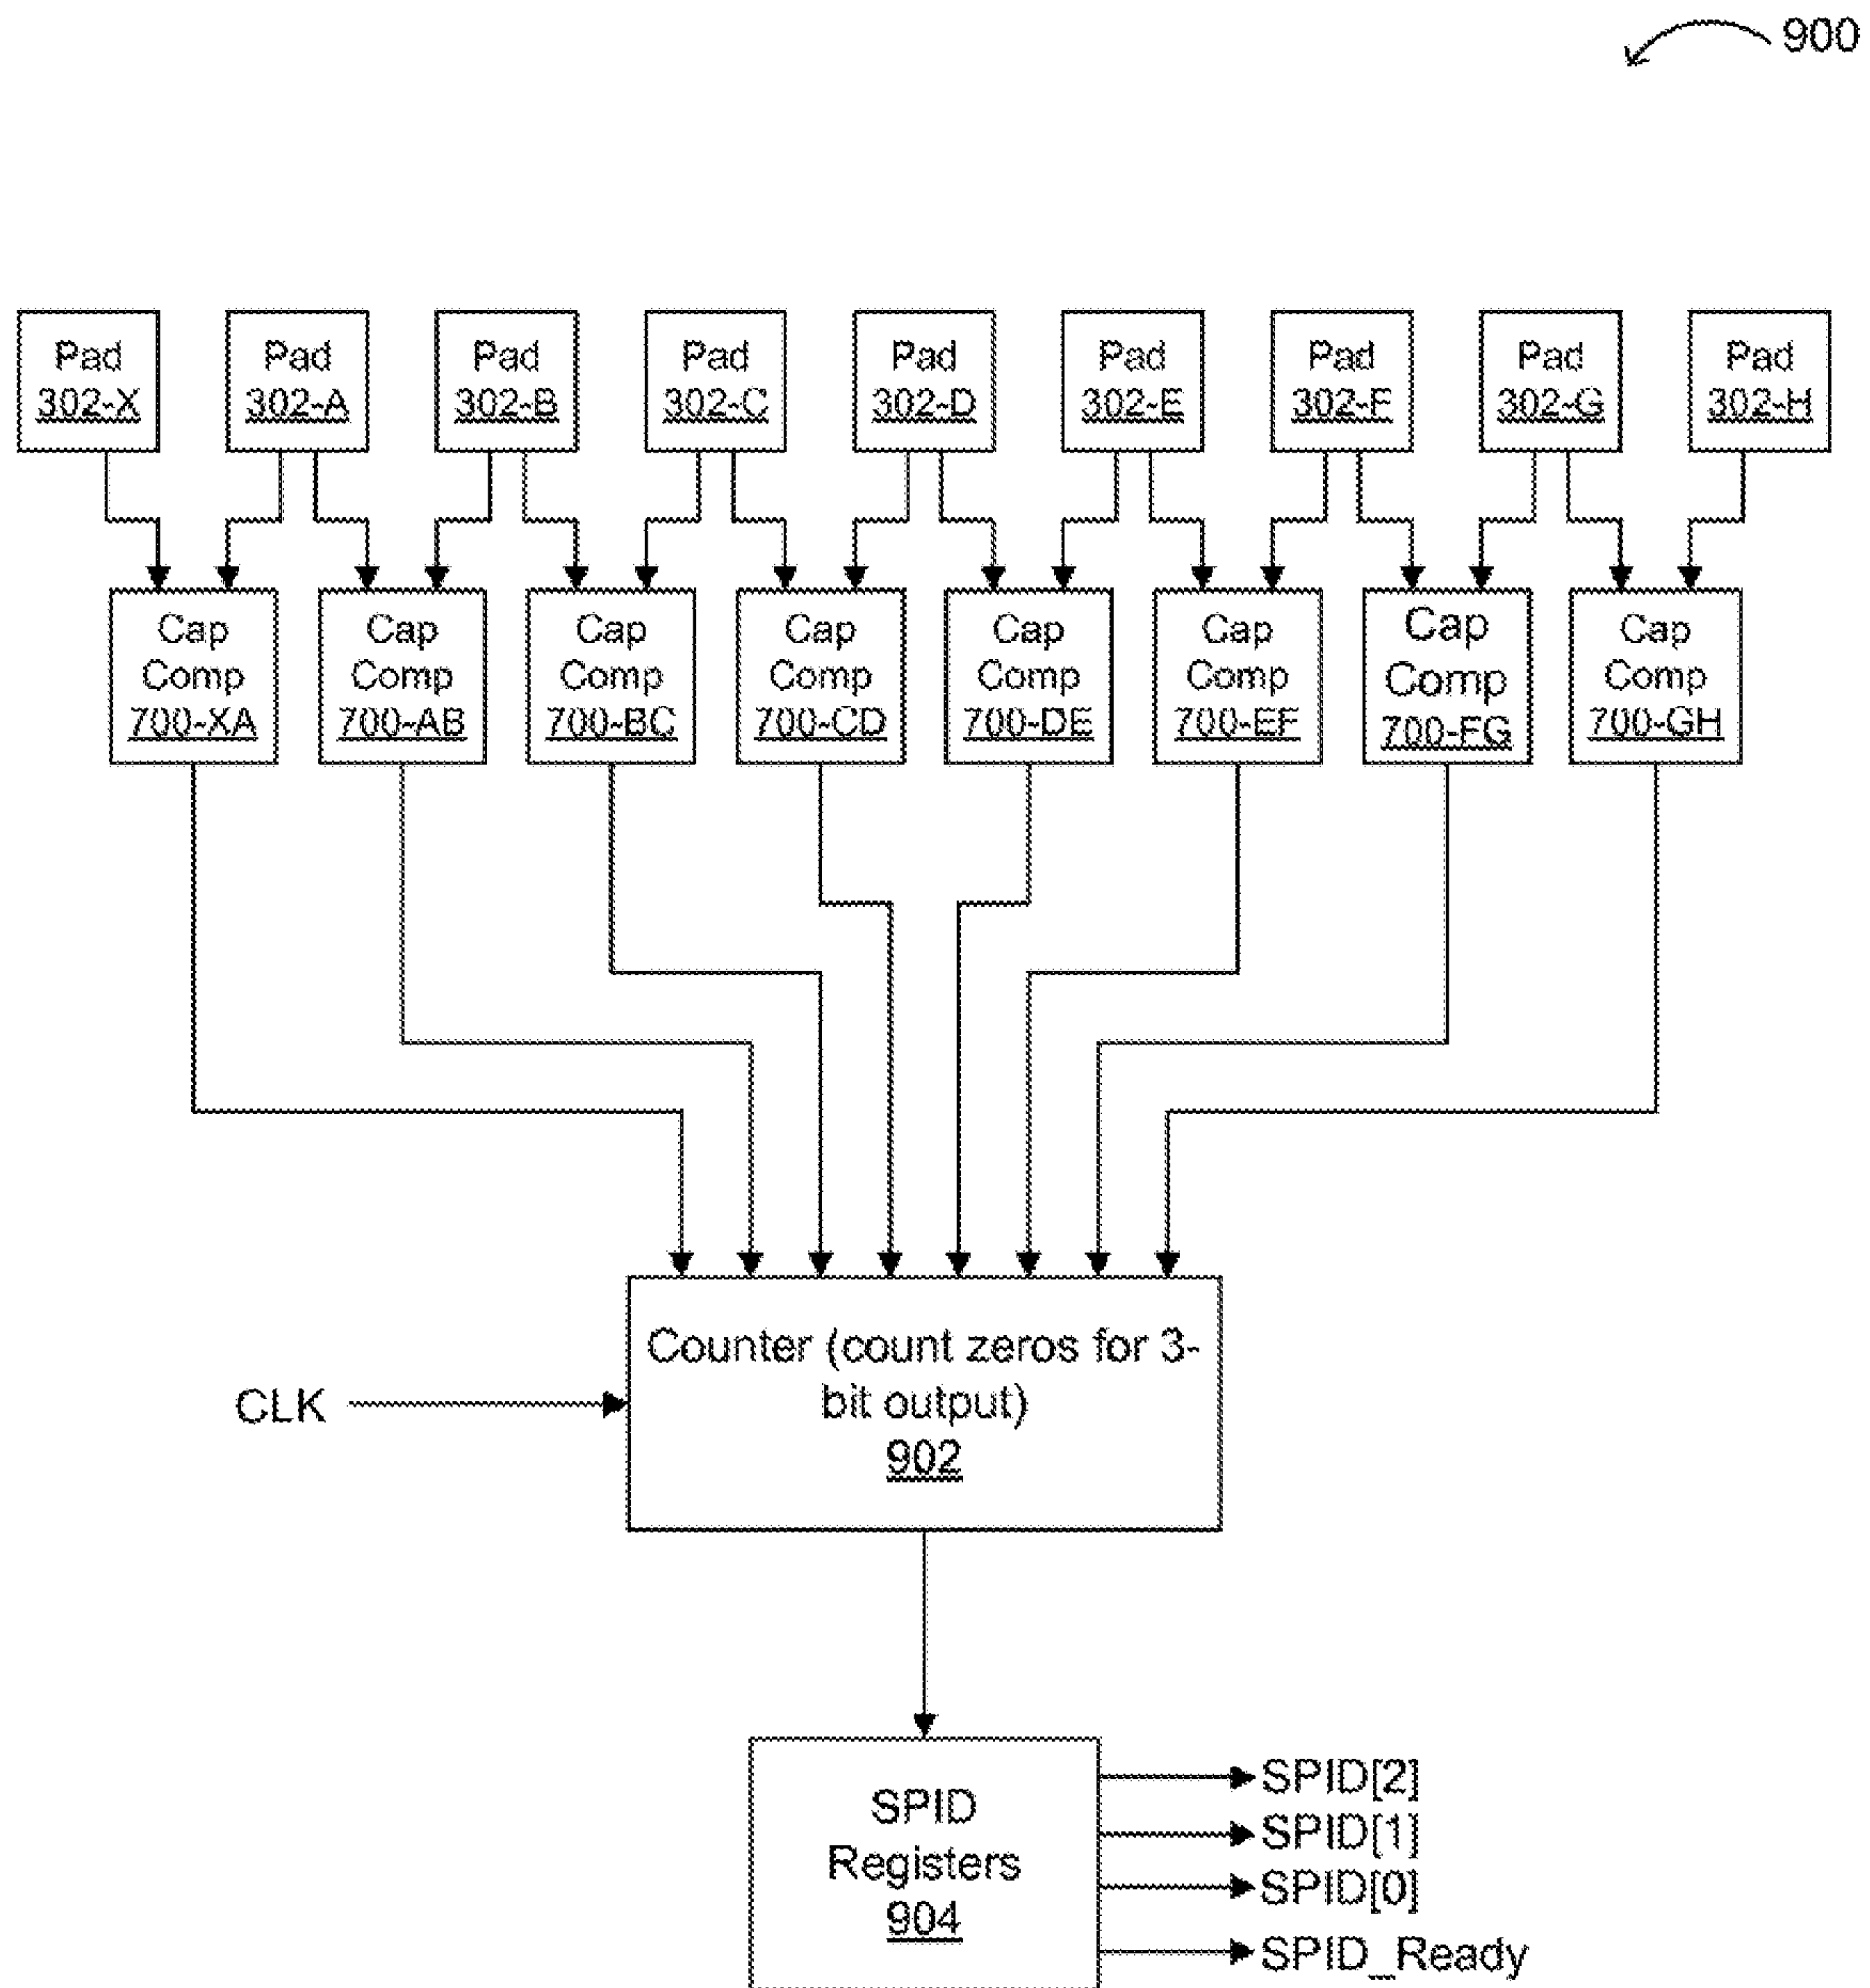 900
Pad
302-X
Pad
302-A
Pad
302-B
Pad
302-C
Pad
302-D
Pad
302-E
Pad
302-F
Pad
302-G
Pad
302-H
Cap
Comp
700-XA
Cap
Comp
700-AB
Cap
Comp
700-BC
Cap
Comp
700-CD
Cap
Comp
700-DE
Cap
Comp
700-EF
Cap
Comp
700-FG
Cap
Comp
700-GH
Counter (count zeros for 3-
bit output)
902
CLK
SPID
Registers
904
SPID[2]
SPID[1]
SPID[0]
SPID_Ready